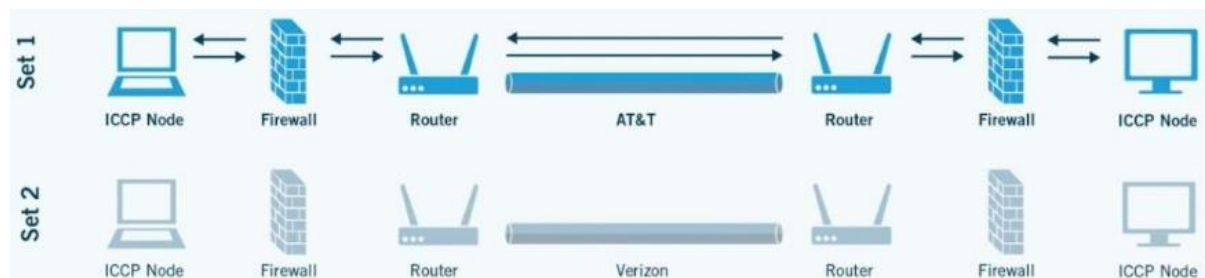 Set 1
ICCP Node Firewall Router AT&T Router Firewall ICCP Node
Set 2
ICCP Node Firewall Router Verizon Router Firewall ICCP Node